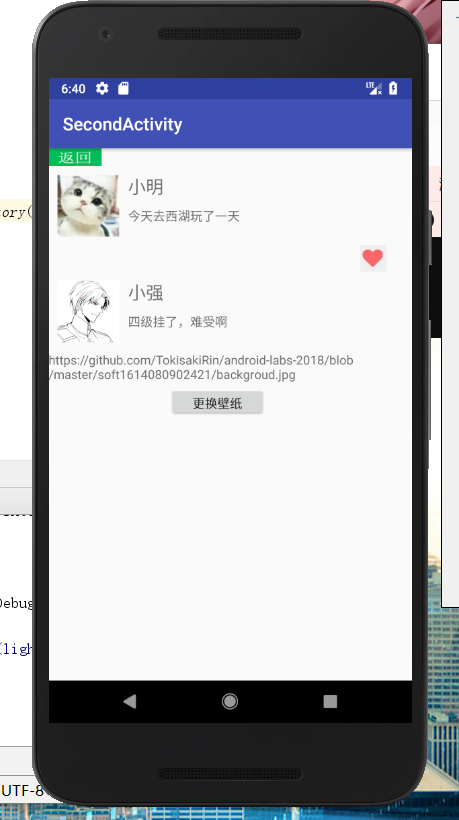 6:40
LTE
SecondActivity
返回
小明
今天去西湖玩了一天
小强
四级挂了，难受啊
https://github.com/TokisakiRin/android-labs-2018/blob
/master/soft1614080902421/backgroud.jpg
更换壁纸
ory(
Debug
(ligh
UTF-8